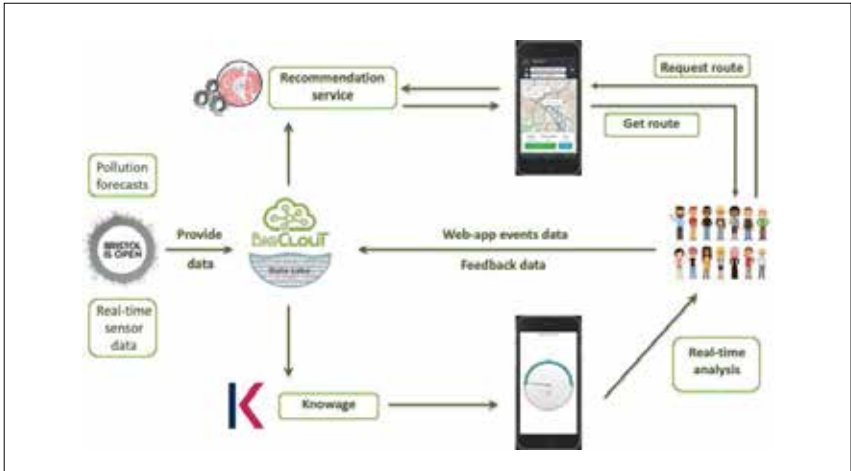 Recommendation
service
Request route
Get route
Pollution
forecasts
BRISTOL
IS OPEN
Provide
data
BIGCLOUT
Data Lake
Web-app events data
Feedback data
Real-time
sensor
data
Real-time
analysis
Knowage